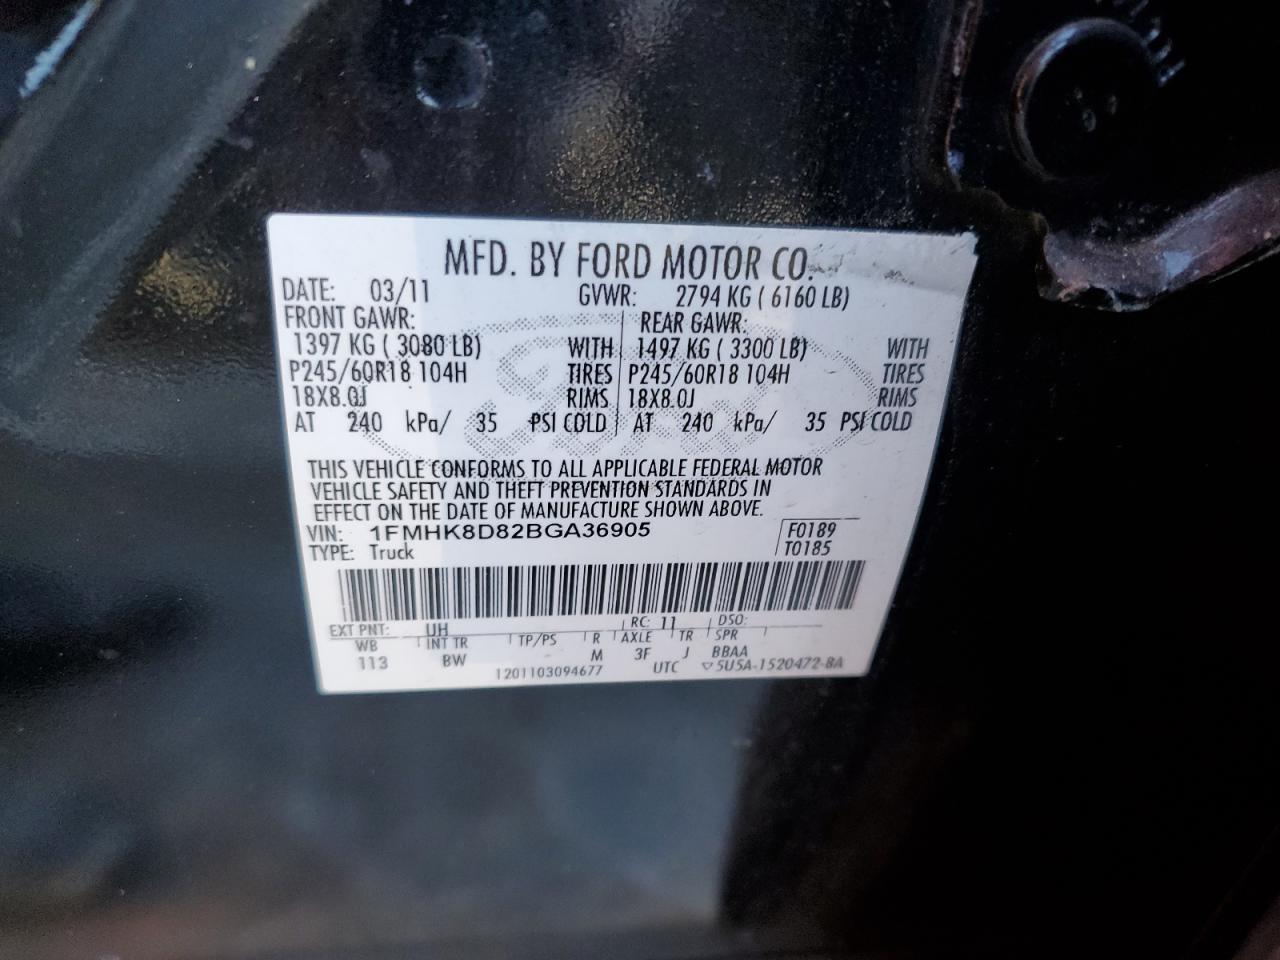 MFD. BY FORD MOTOR CO.
DATE: 03/11 GVWR: 2794 KG ( 6160 LB)
FRONT GAWR: REAR GAWR:
1397 KG ( 3080 LB) WITH 1497 KG ( 3300 LB) WITH
P245/60R18 104H TIRES P245/60R18 104H TIRES
18X8.0J RIMS 18X8.0J RIMS
AT 240 kPa/ 35 PSI COLD AT 240 kPa/ 35 PSI COLD
THIS VEHICLE CONFORMS TO ALL APPLICABLE FEDERAL MOTOR
VEHICLE SAFETY AND THEFT PREVENTION STANDARDS IN
EFFECT ON THE DATE OF MANUFACTURE SHOWN ABOVE.
VIN: 1FMHK8D82BGA36905 F0189
TYPE: Truck T0185
EXT PNT: UH RC: 11 DSO:
WB INT TR TP/PS R AXLE TR SPR
113 BW - M 3F J BBAA
1201103094677 UTC ▽5U5A-1520472-BA